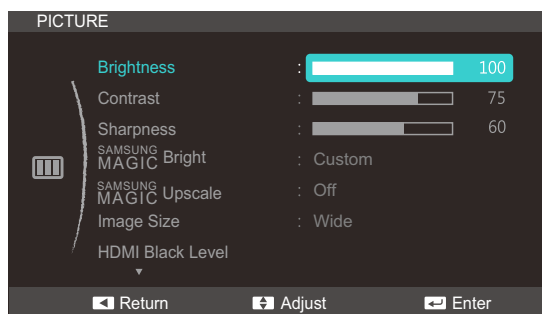 PICTURE
Brightness : 100
Contrast : 75
Sharpness : 60
SAMSUNG MAGIC Bright : Custom
SAMSUNG MAGIC Upscale : Off
Image Size : Wide
HDMI Black Level
Return Adjust Enter